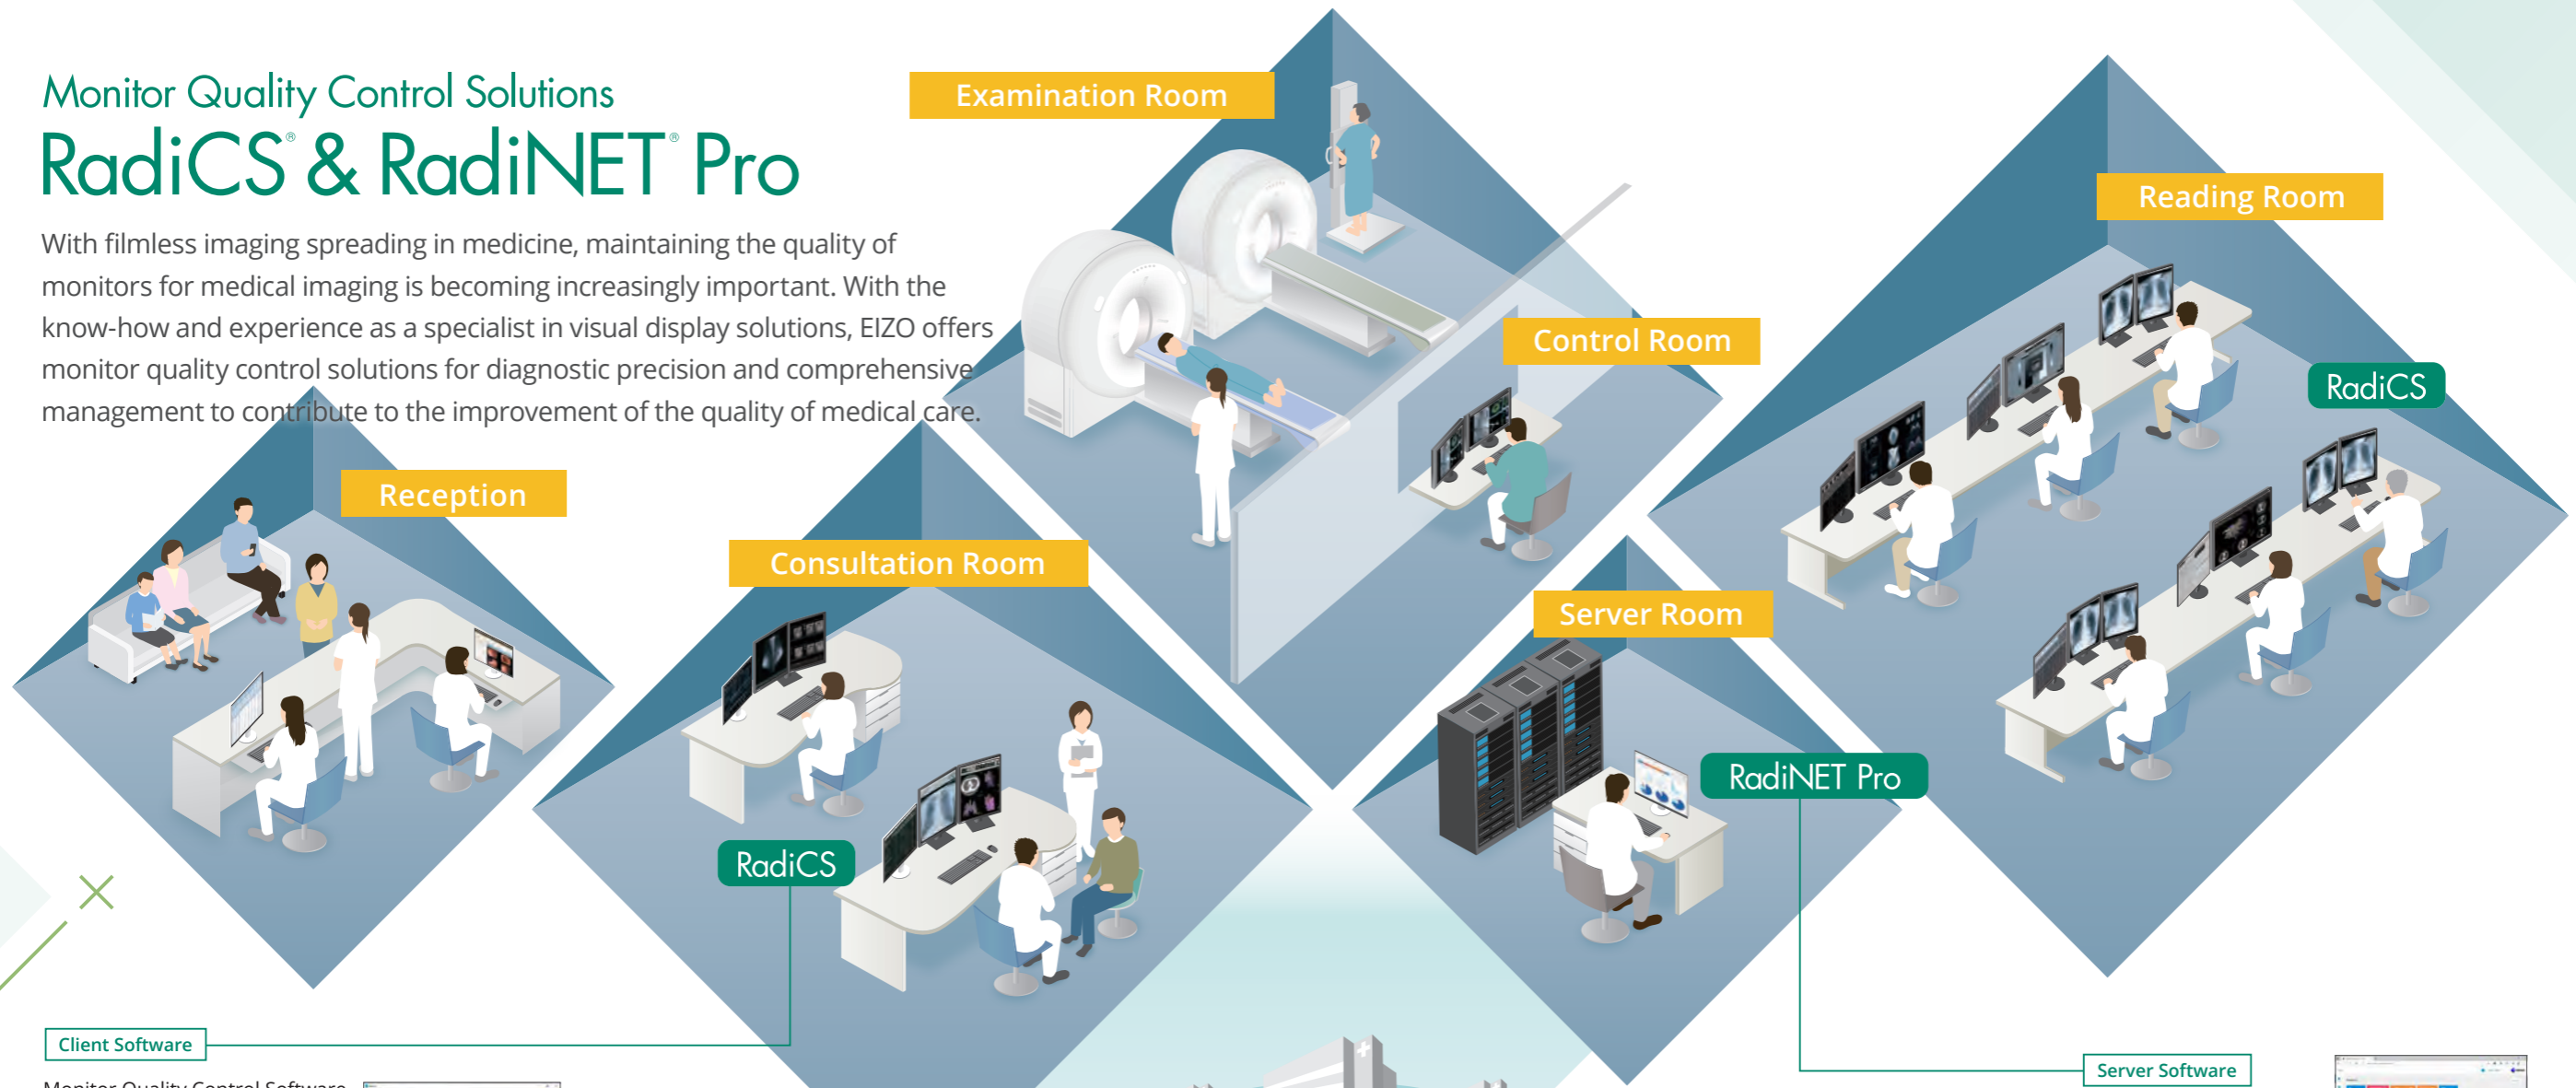 Monitor Quality Control Solutions
RadiCS® & RadiNET® Pro
With filmless imaging spreading in medicine, maintaining the quality of
monitors for medical imaging is becoming increasingly important. With the
know-how and experience as a specialist in visual display solutions, EIZO offers
monitor quality control solutions for diagnostic precision and comprehensive
management to contribute to the improvement of the quality of medical care.
Examination Room
Reading Room
Control Room
RadiCS
Reception
Consultation Room
Server Room
RadiNET Pro
RadiCS
Client Software
Server Software
Monitor Quality Control Software